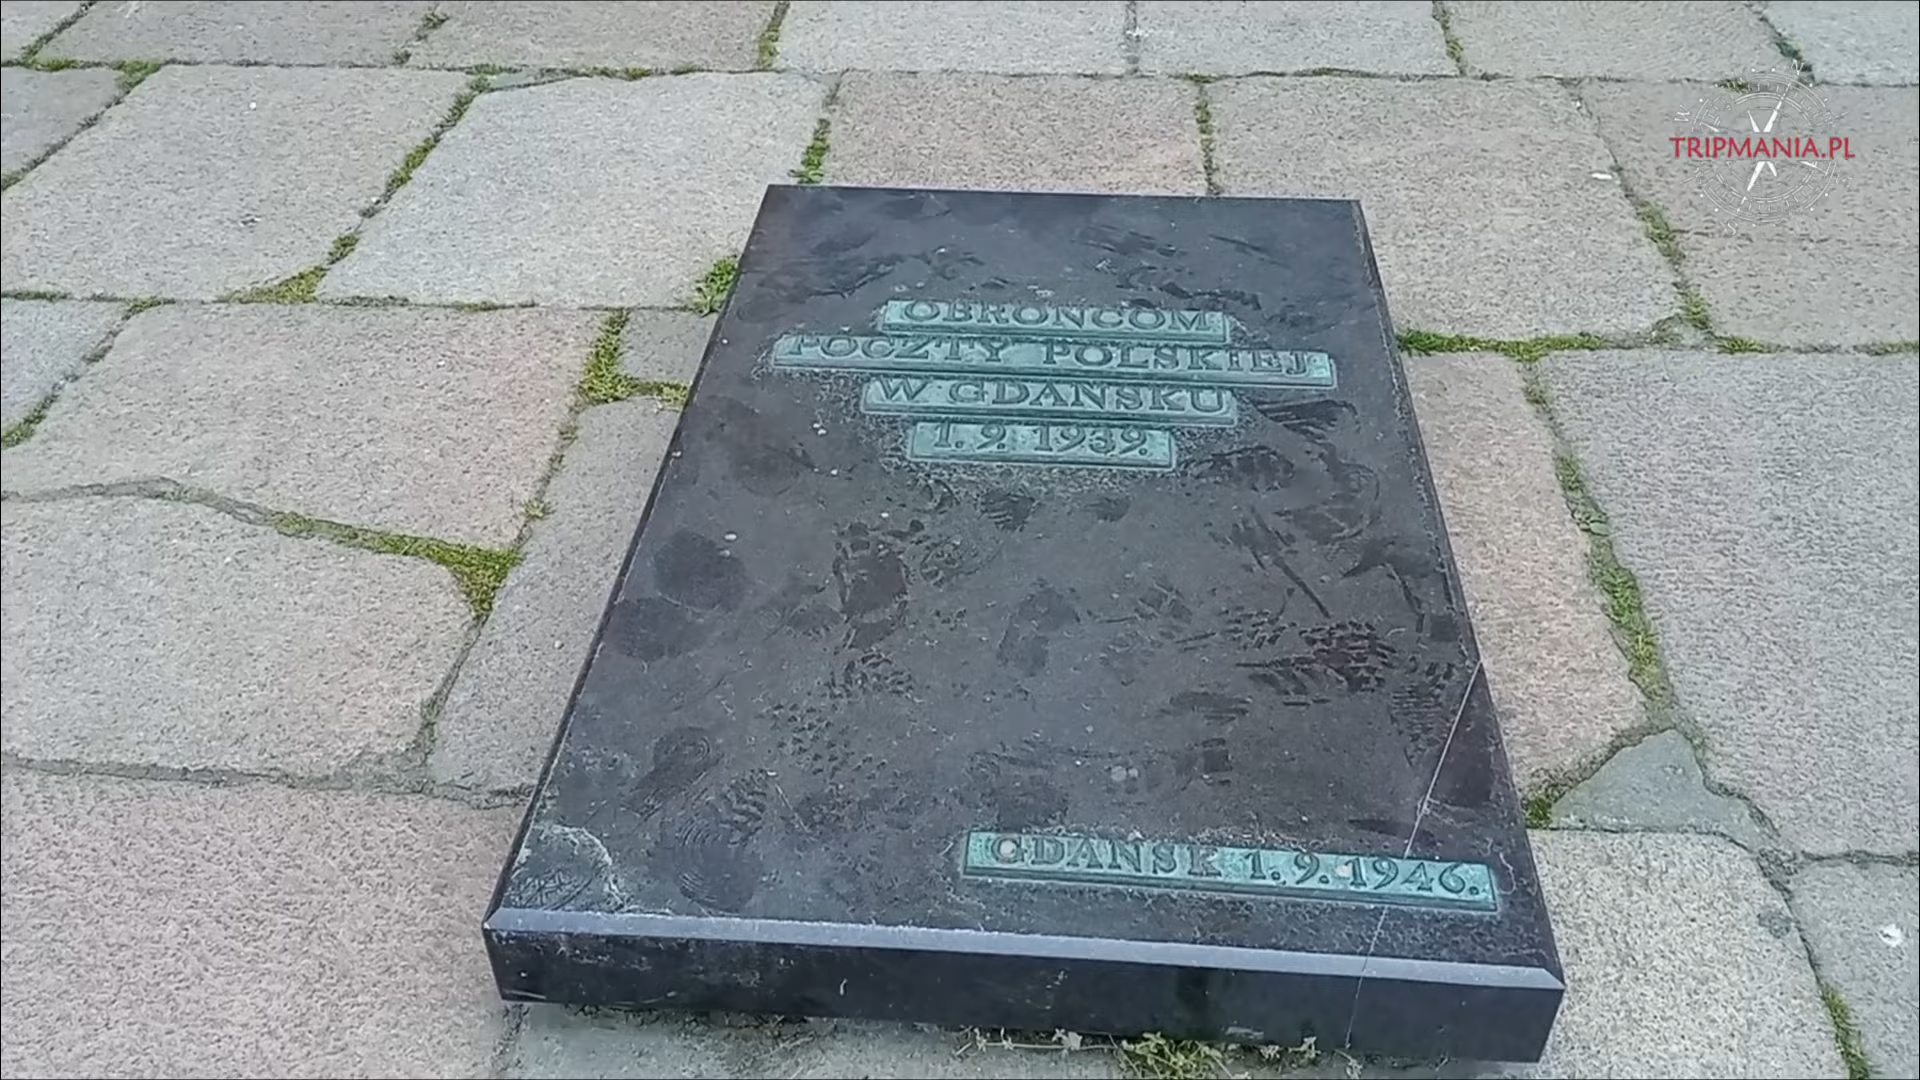 TRIPMANIA.PL
OBROŃCOM
POCZTY POLSKIEJ
W GDAŃSKU
1. 9. 1939.
GDAŃSK 1. 9. 1946.